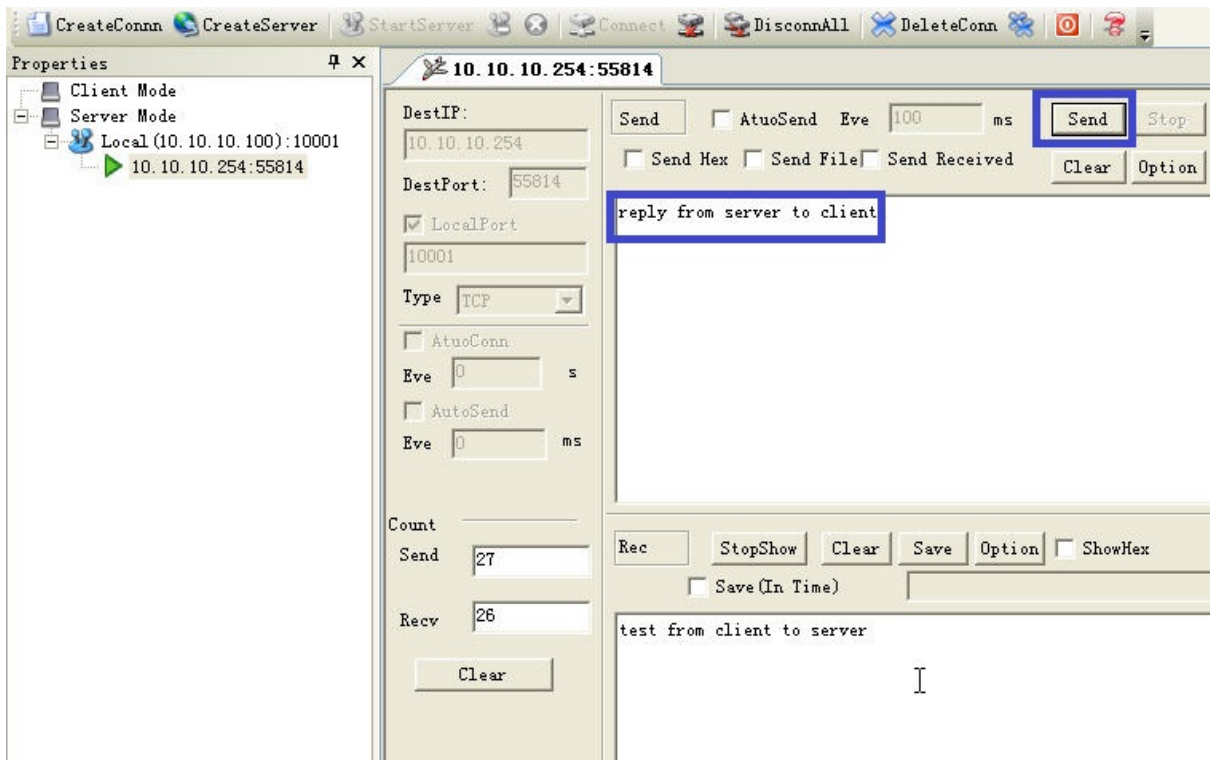 CreateConnn CreateServer StartServer Connect DisconnAll DeleteConn
Properties
Client Mode
Server Mode
Local(10.10.10.100):10001
10.10.10.254:55814
10.10.10.254:55814
DestIP:
10.10.10.254
DestPort: 55814
LocalPort
10001
Type TCP
AtuoConn
Eve 0 s
AutoSend
Eve 0 ms
Count
Send 27
Recv 26
Clear
Send AtuoSend Eve 100 ms Send Stop
Send Hex Send File Send Received Clear Option
reply from server to client
Rec StopShow Clear Save Option ShowHex
Save(In Time)
test from client to server